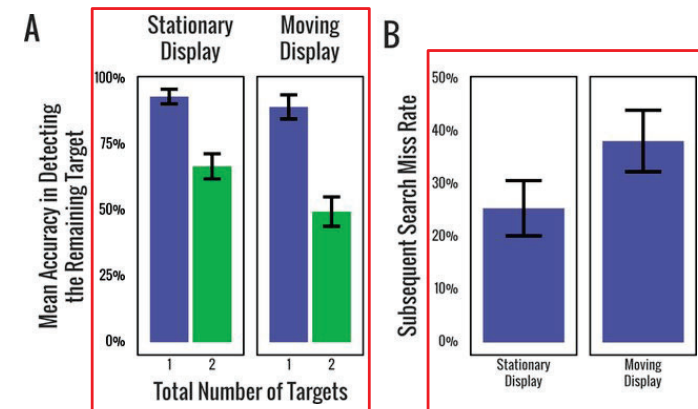 A
Stationary
Display
Moving
Display
Mean Accuracy in Detecting
the Remaining Target
100%
75%
50%
25%
0%
1
2
1
2
Total Number of Targets
B
Subsequent Search Miss Rate
50%
40%
30%
20%
10%
0%
Stationary
Display
Moving
Display